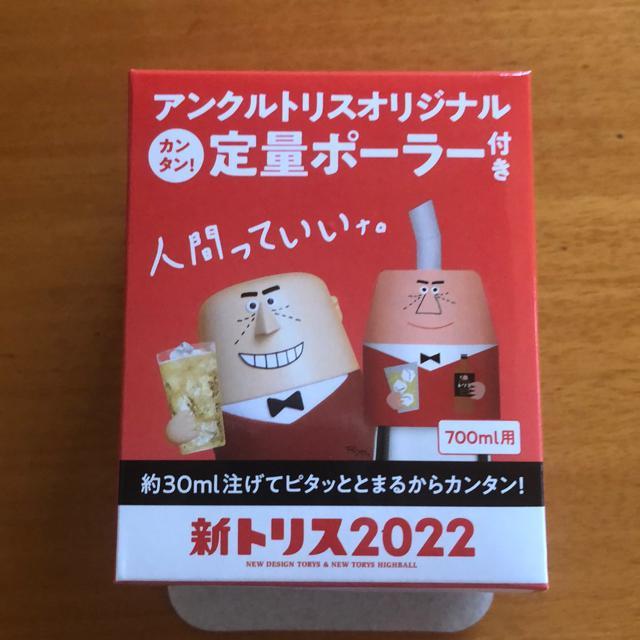 アンクルトリスオリジナル
カンタン!
定量ポーラー付き
人間っていいナ。
700ml用
約30ml注げてピタッととまるからカンタン!
新トリス2022
NEW DESIGN TORYS & NEW TORYS HIGHBALL